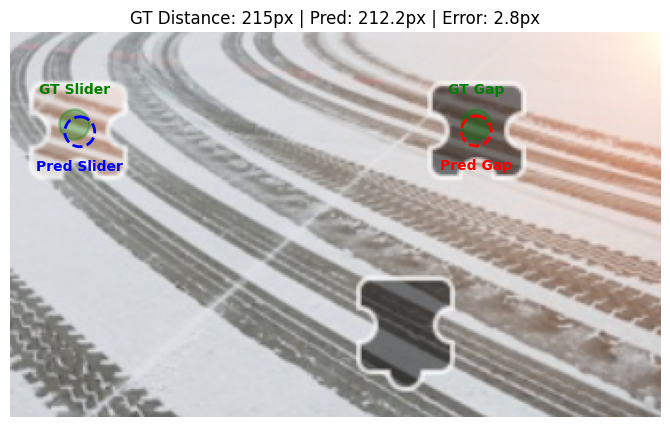 GT Distance: 215px | Pred: 212.2px | Error: 2.8px
GT Slider
GT Gap
Pred Slider
Pred Gap